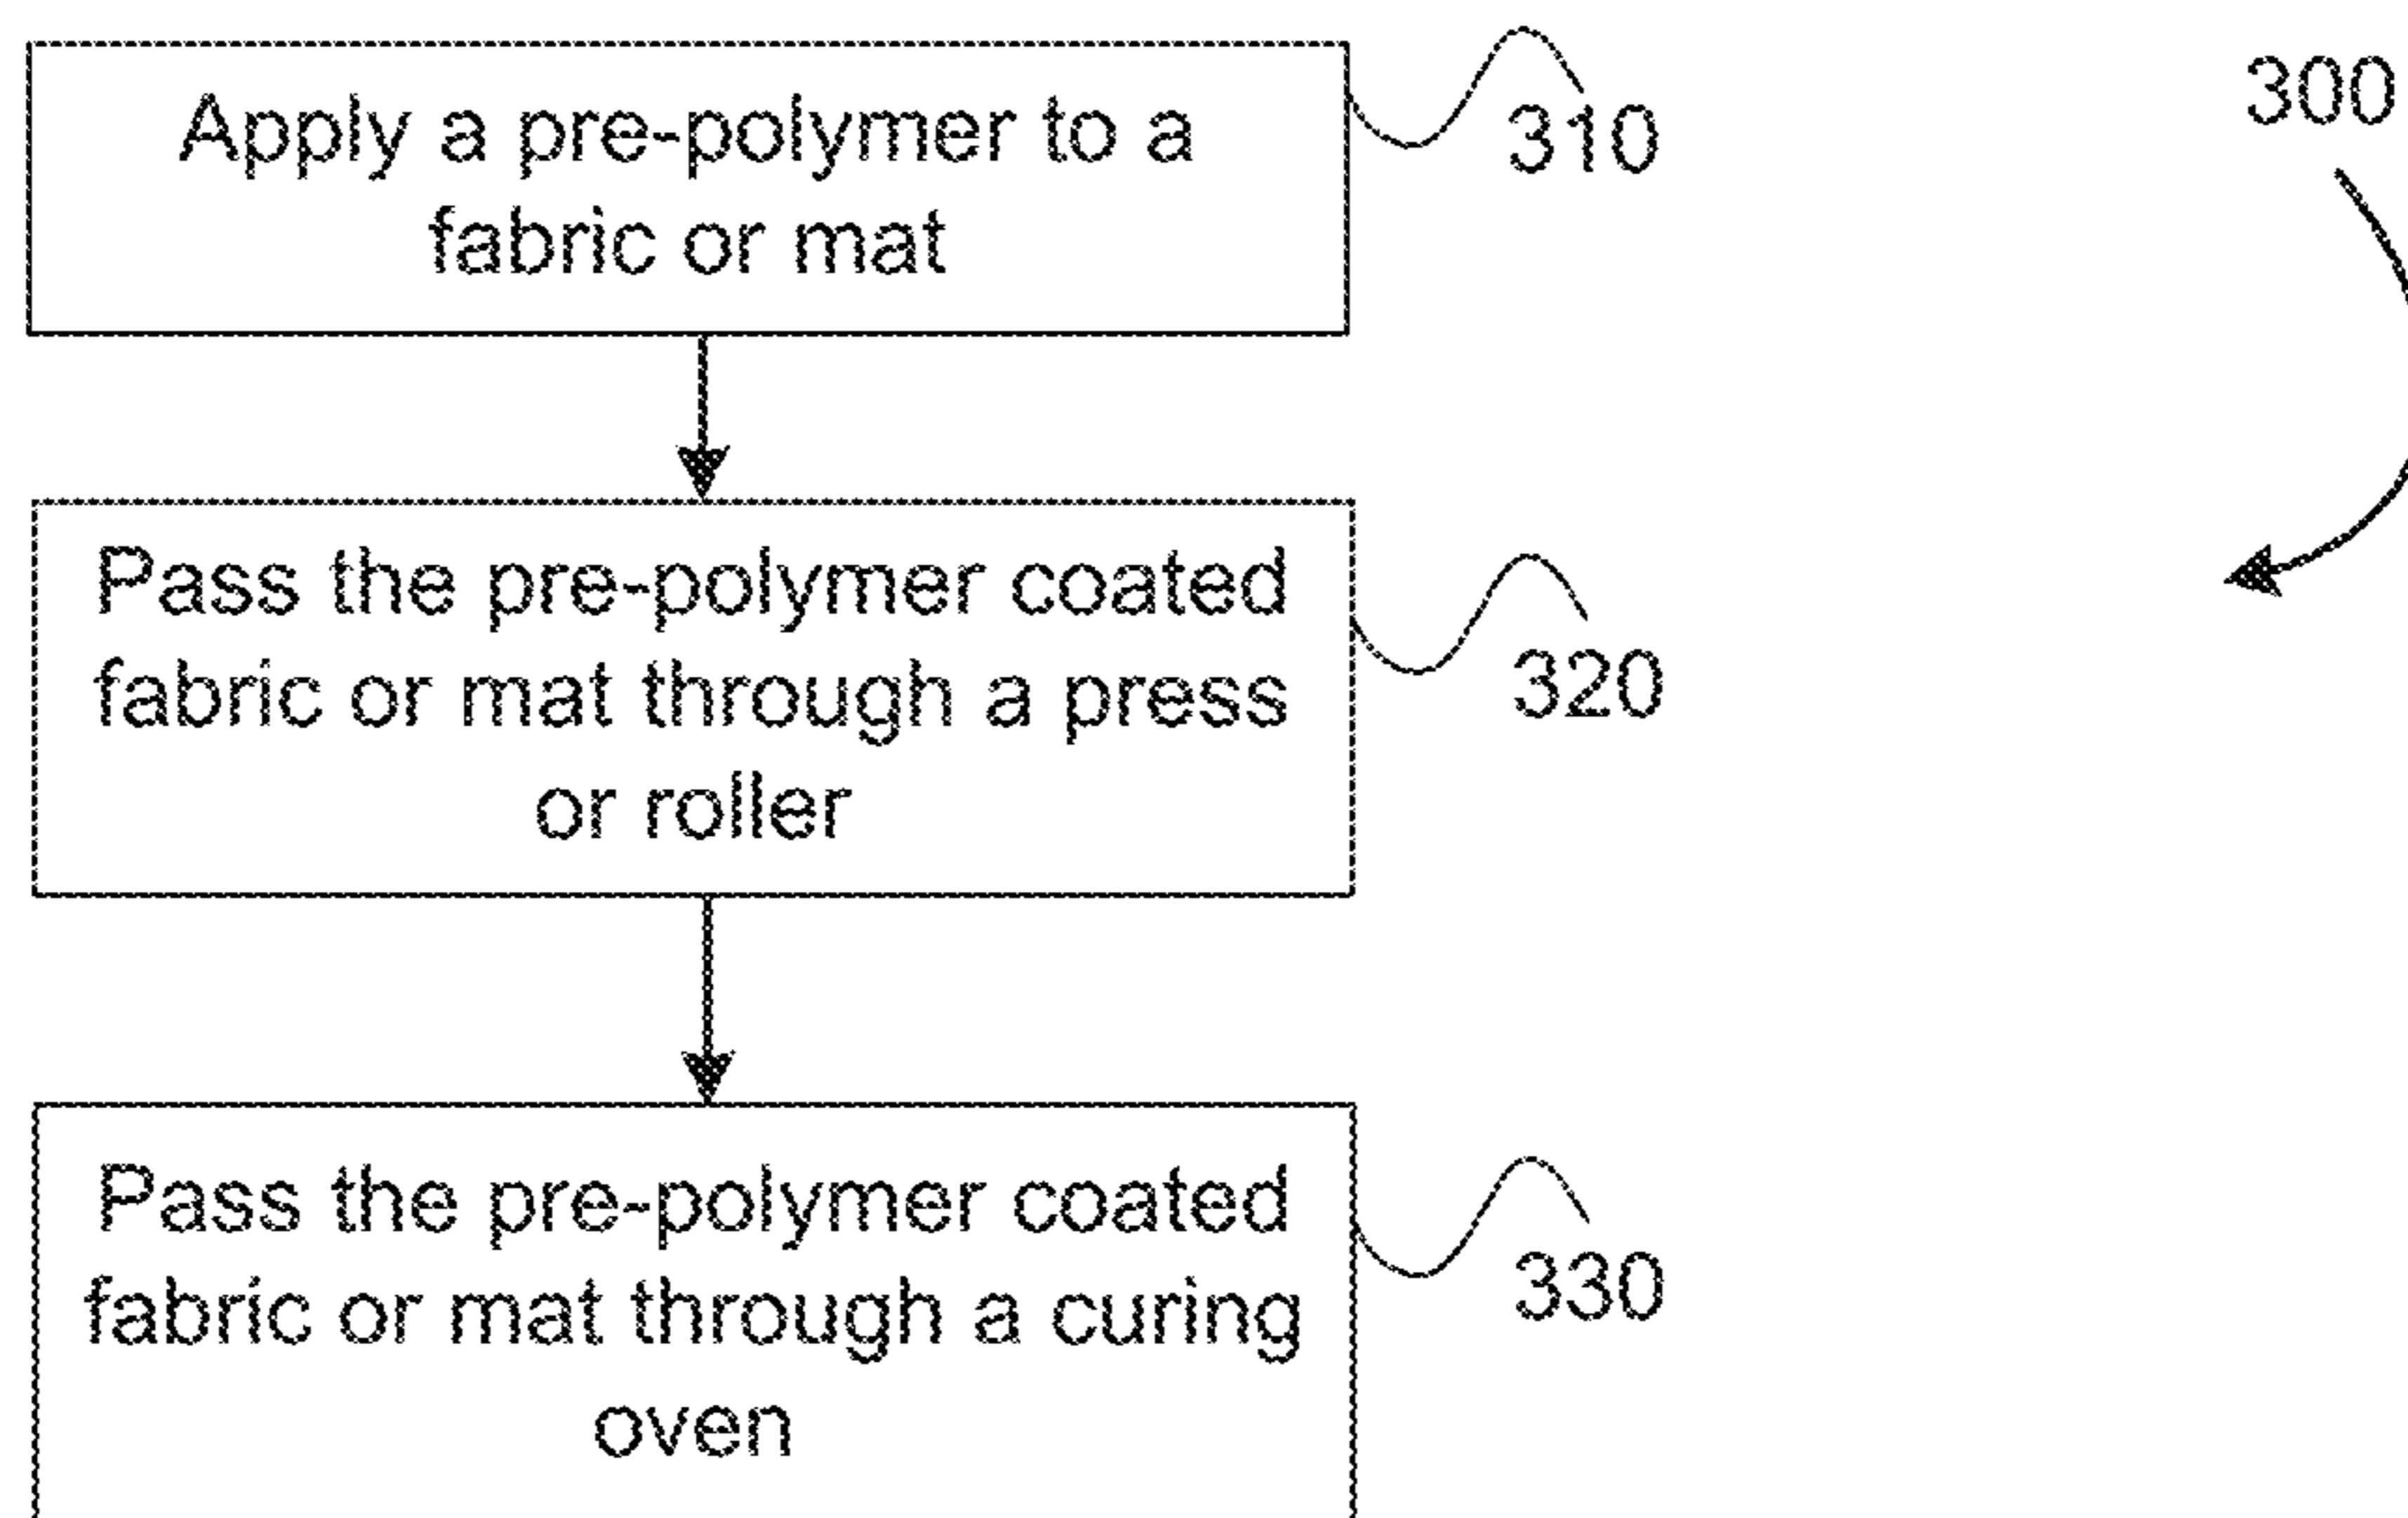 Apply a pre-polymer to a
fabric or mat
310
300
Pass the pre-polymer coated
fabric or mat through a press
or roller
320
Pass the pre-polymer coated
fabric or mat through a curing
oven
330